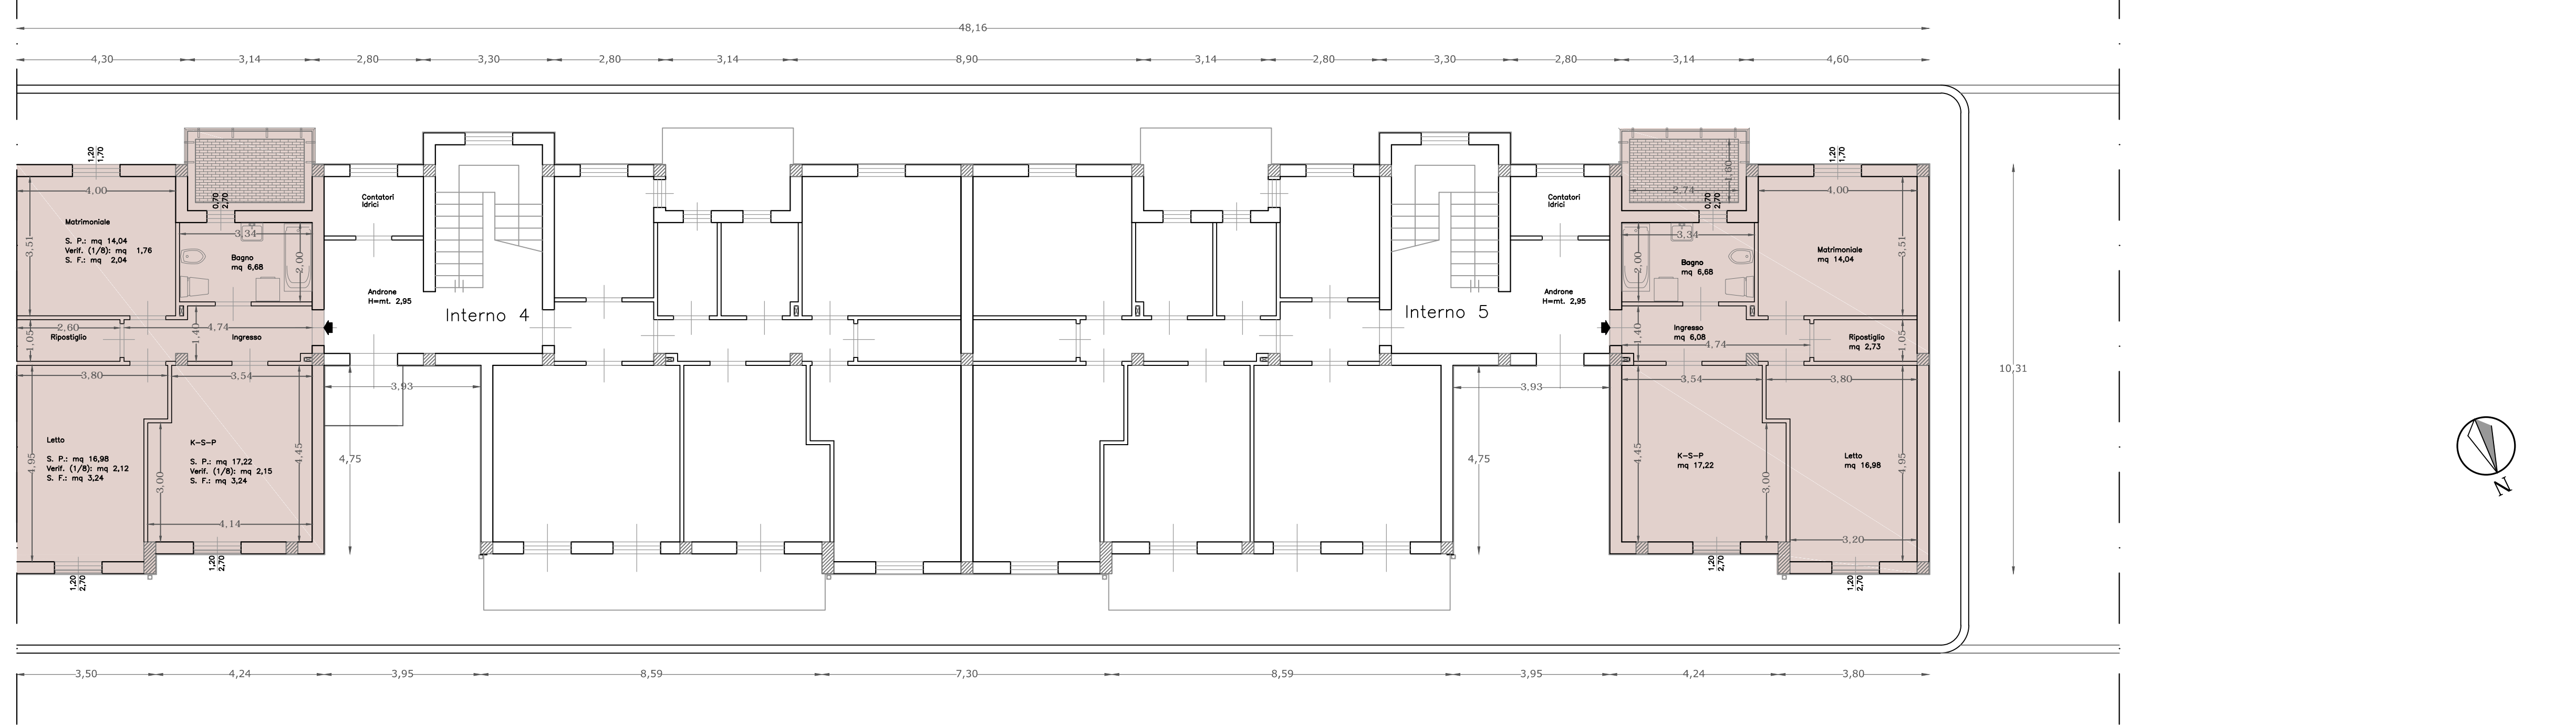 48,16
4,30 3,14 2,80 3,30 2,80 3,14 8,90 3,14 2,80 3,30 2,80 3,14 4,60
1,20
1,70
4,00
Matrimoniale
S. P.: mq 14,04
Verif. (1/8): mq 1,76
S. F.: mq 2,04
3,51
0,70
2,70
3,34
Bagno
mq 6,68
2,00
2,60
1,05
Ripostiglio
4,74
1,40
Ingresso
3,80
3,54
4,95
Letto
S. P.: mq 16,98
Verif. (1/8): mq 2,12
S. F.: mq 3,24
K-S-P
S. P.: mq 17,22
Verif. (1/8): mq 2,15
S. F.: mq 3,24
4,45
3,00
4,14
1,20
2,70
1,20
2,70
Contatori
Idrici
Androne
H=mt. 2,95
Interno 4
3,93
4,75
Interno 5
Contatori
Idrici
Androne
H=mt. 2,95
3,93
4,75
1,80
2,74
0,70
2,70
3,34
2,00
Bagno
mq 6,68
1,20
1,70
4,00
Matrimoniale
mq 14,04
3,51
1,40
Ingresso
mq 6,08
4,74
Ripostiglio
mq 2,73
1,05
3,54
3,80
4,45
K-S-P
mq 17,22
3,00
Letto
mq 16,98
4,95
3,20
1,20
2,70
1,20
2,70
10,31
N
3,50 4,24 3,95 8,59 7,30 8,59 3,95 4,24 3,80